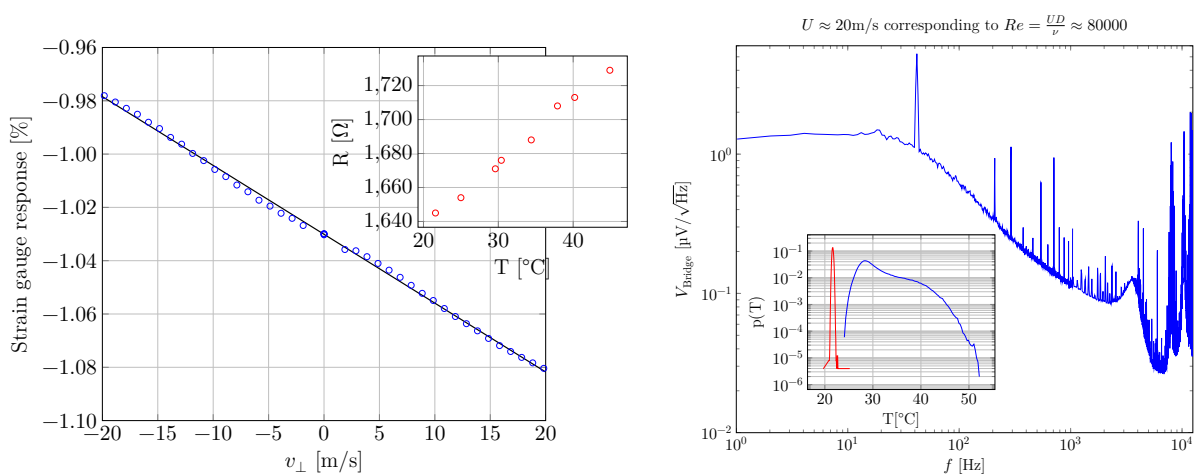 −0.96
−0.98
−1.00
−1.02
−1.04
−1.06
−1.08
−1.10
Strain gauge response [%]
−20 −15 −10 −5 0 5 10 15 20
v⊥ [m/s]
1,720
1,700
1,680
1,660
1,640
R [Ω]
20 30 40
T [°C]
U ≈ 20m/s corresponding to Re = UD/ν ≈ 80000
10⁰
10⁻¹
10⁻²
V_Bridge [µV/√Hz]
10⁰ 10¹ 10² 10³ 10⁴
f [Hz]
10⁻¹
10⁻²
10⁻³
10⁻⁴
10⁻⁵
10⁻⁶
p(T)
20 30 40 50
T[°C]